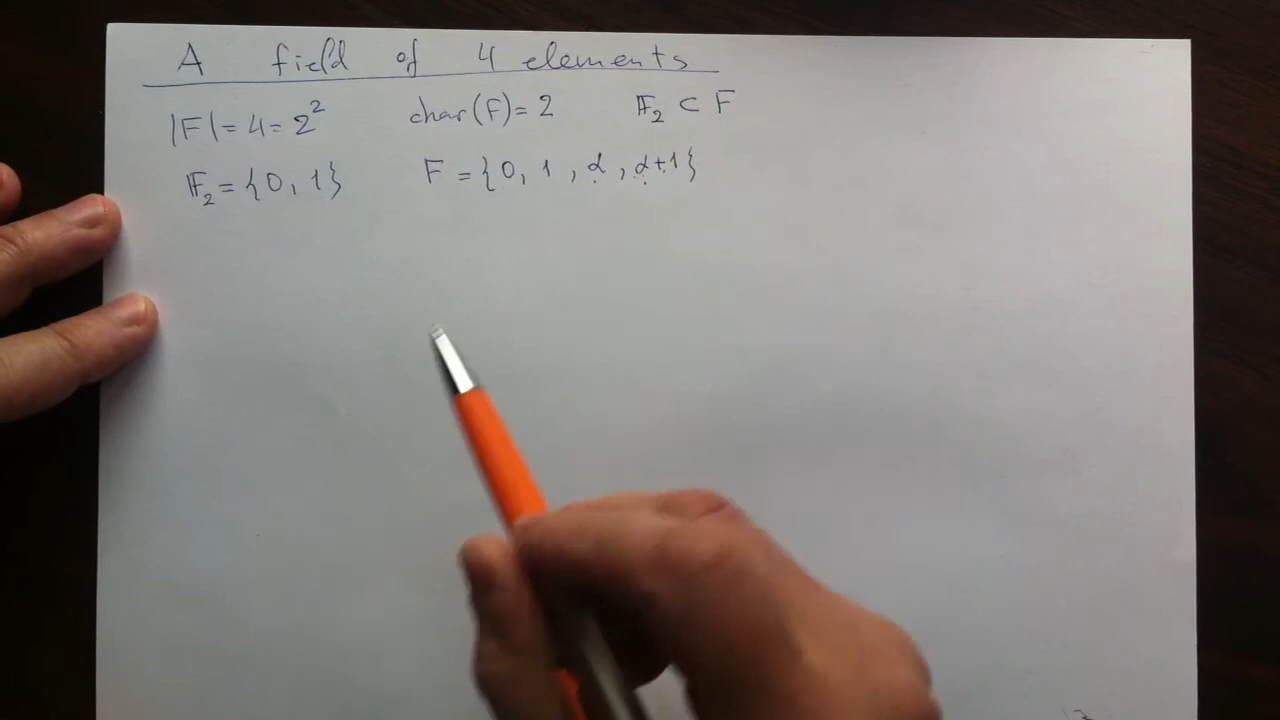 A field of 4 elements
|F| = 4 = 2² char(F) = 2 𝔽₂ ⊂ F
𝔽₂ = {0, 1} F = {0, 1, α, α+1}